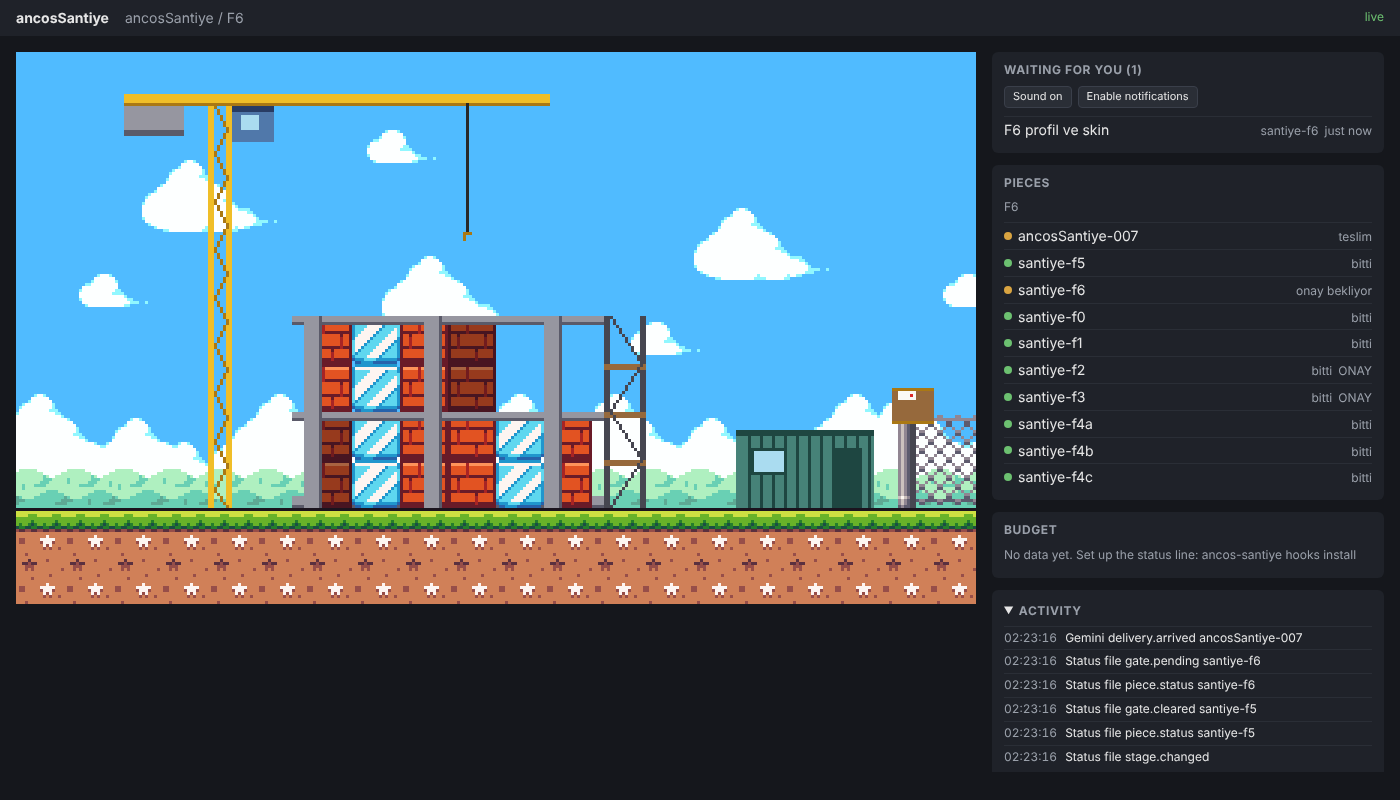 ancosSantiye ancosSantiye / F6 live
WAITING FOR YOU (1)
Sound on Enable notifications
F6 profil ve skin santiye-f6 just now
PIECES
F6
ancosSantiye-007 teslim
santiye-f5 bitti
santiye-f6 onay bekliyor
santiye-f0 bitti
santiye-f1 bitti
santiye-f2 bitti ONAY
santiye-f3 bitti ONAY
santiye-f4a bitti
santiye-f4b bitti
santiye-f4c bitti
BUDGET
No data yet. Set up the status line: ancos-santiye hooks install
ACTIVITY
02:23:16 Gemini delivery.arrived ancosSantiye-007
02:23:16 Status file gate.pending santiye-f6
02:23:16 Status file piece.status santiye-f6
02:23:16 Status file gate.cleared santiye-f5
02:23:16 Status file piece.status santiye-f5
02:23:16 Status file stage.changed